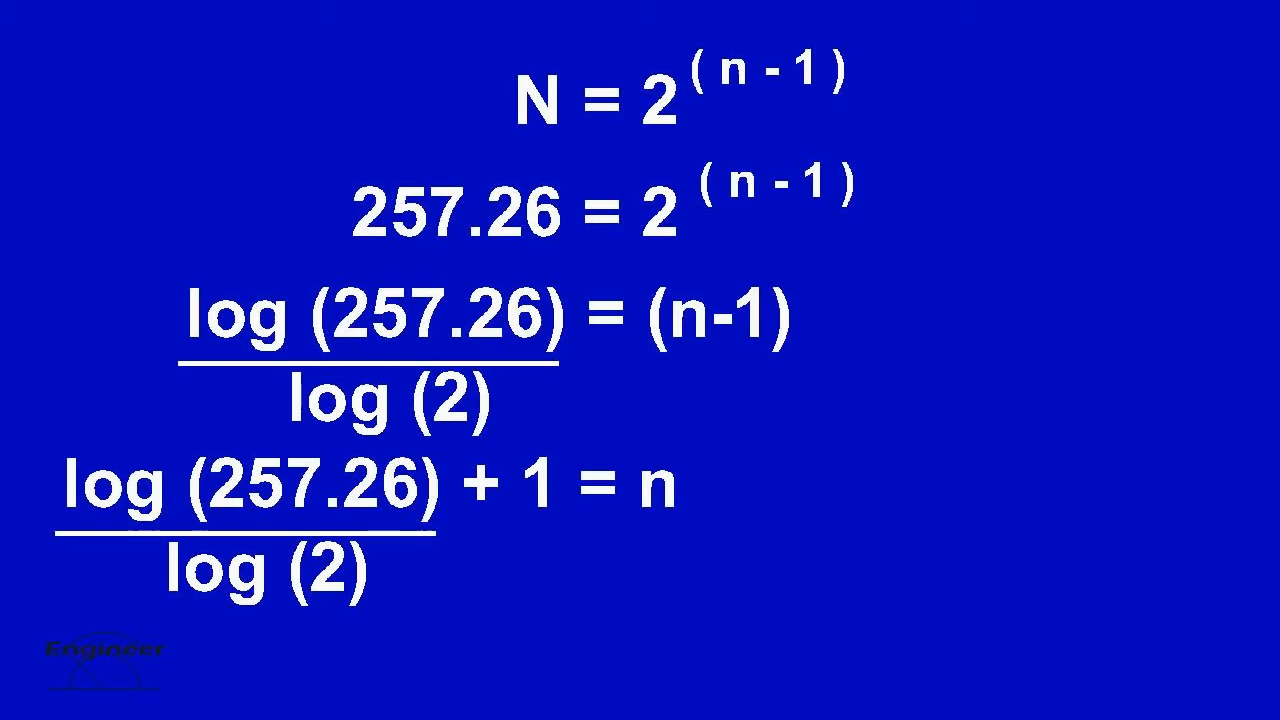 N = 2^( n - 1 )
257.26 = 2^( n - 1 )
log (257.26) = (n-1)
log (2)
log (257.26) + 1 = n
log (2)
Engineer